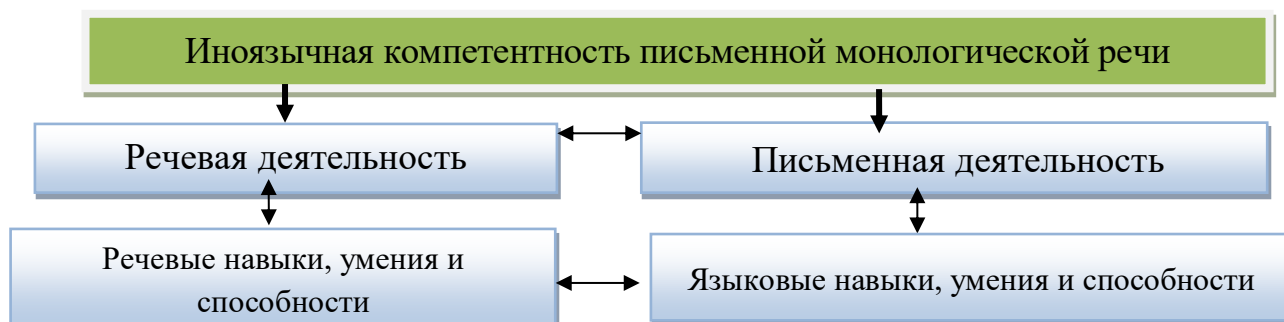 Иноязычная компетентность письменной монологической речи
Речевая деятельность
Письменная деятельность
Речевые навыки, умения и
способности
Языковые навыки, умения и способности